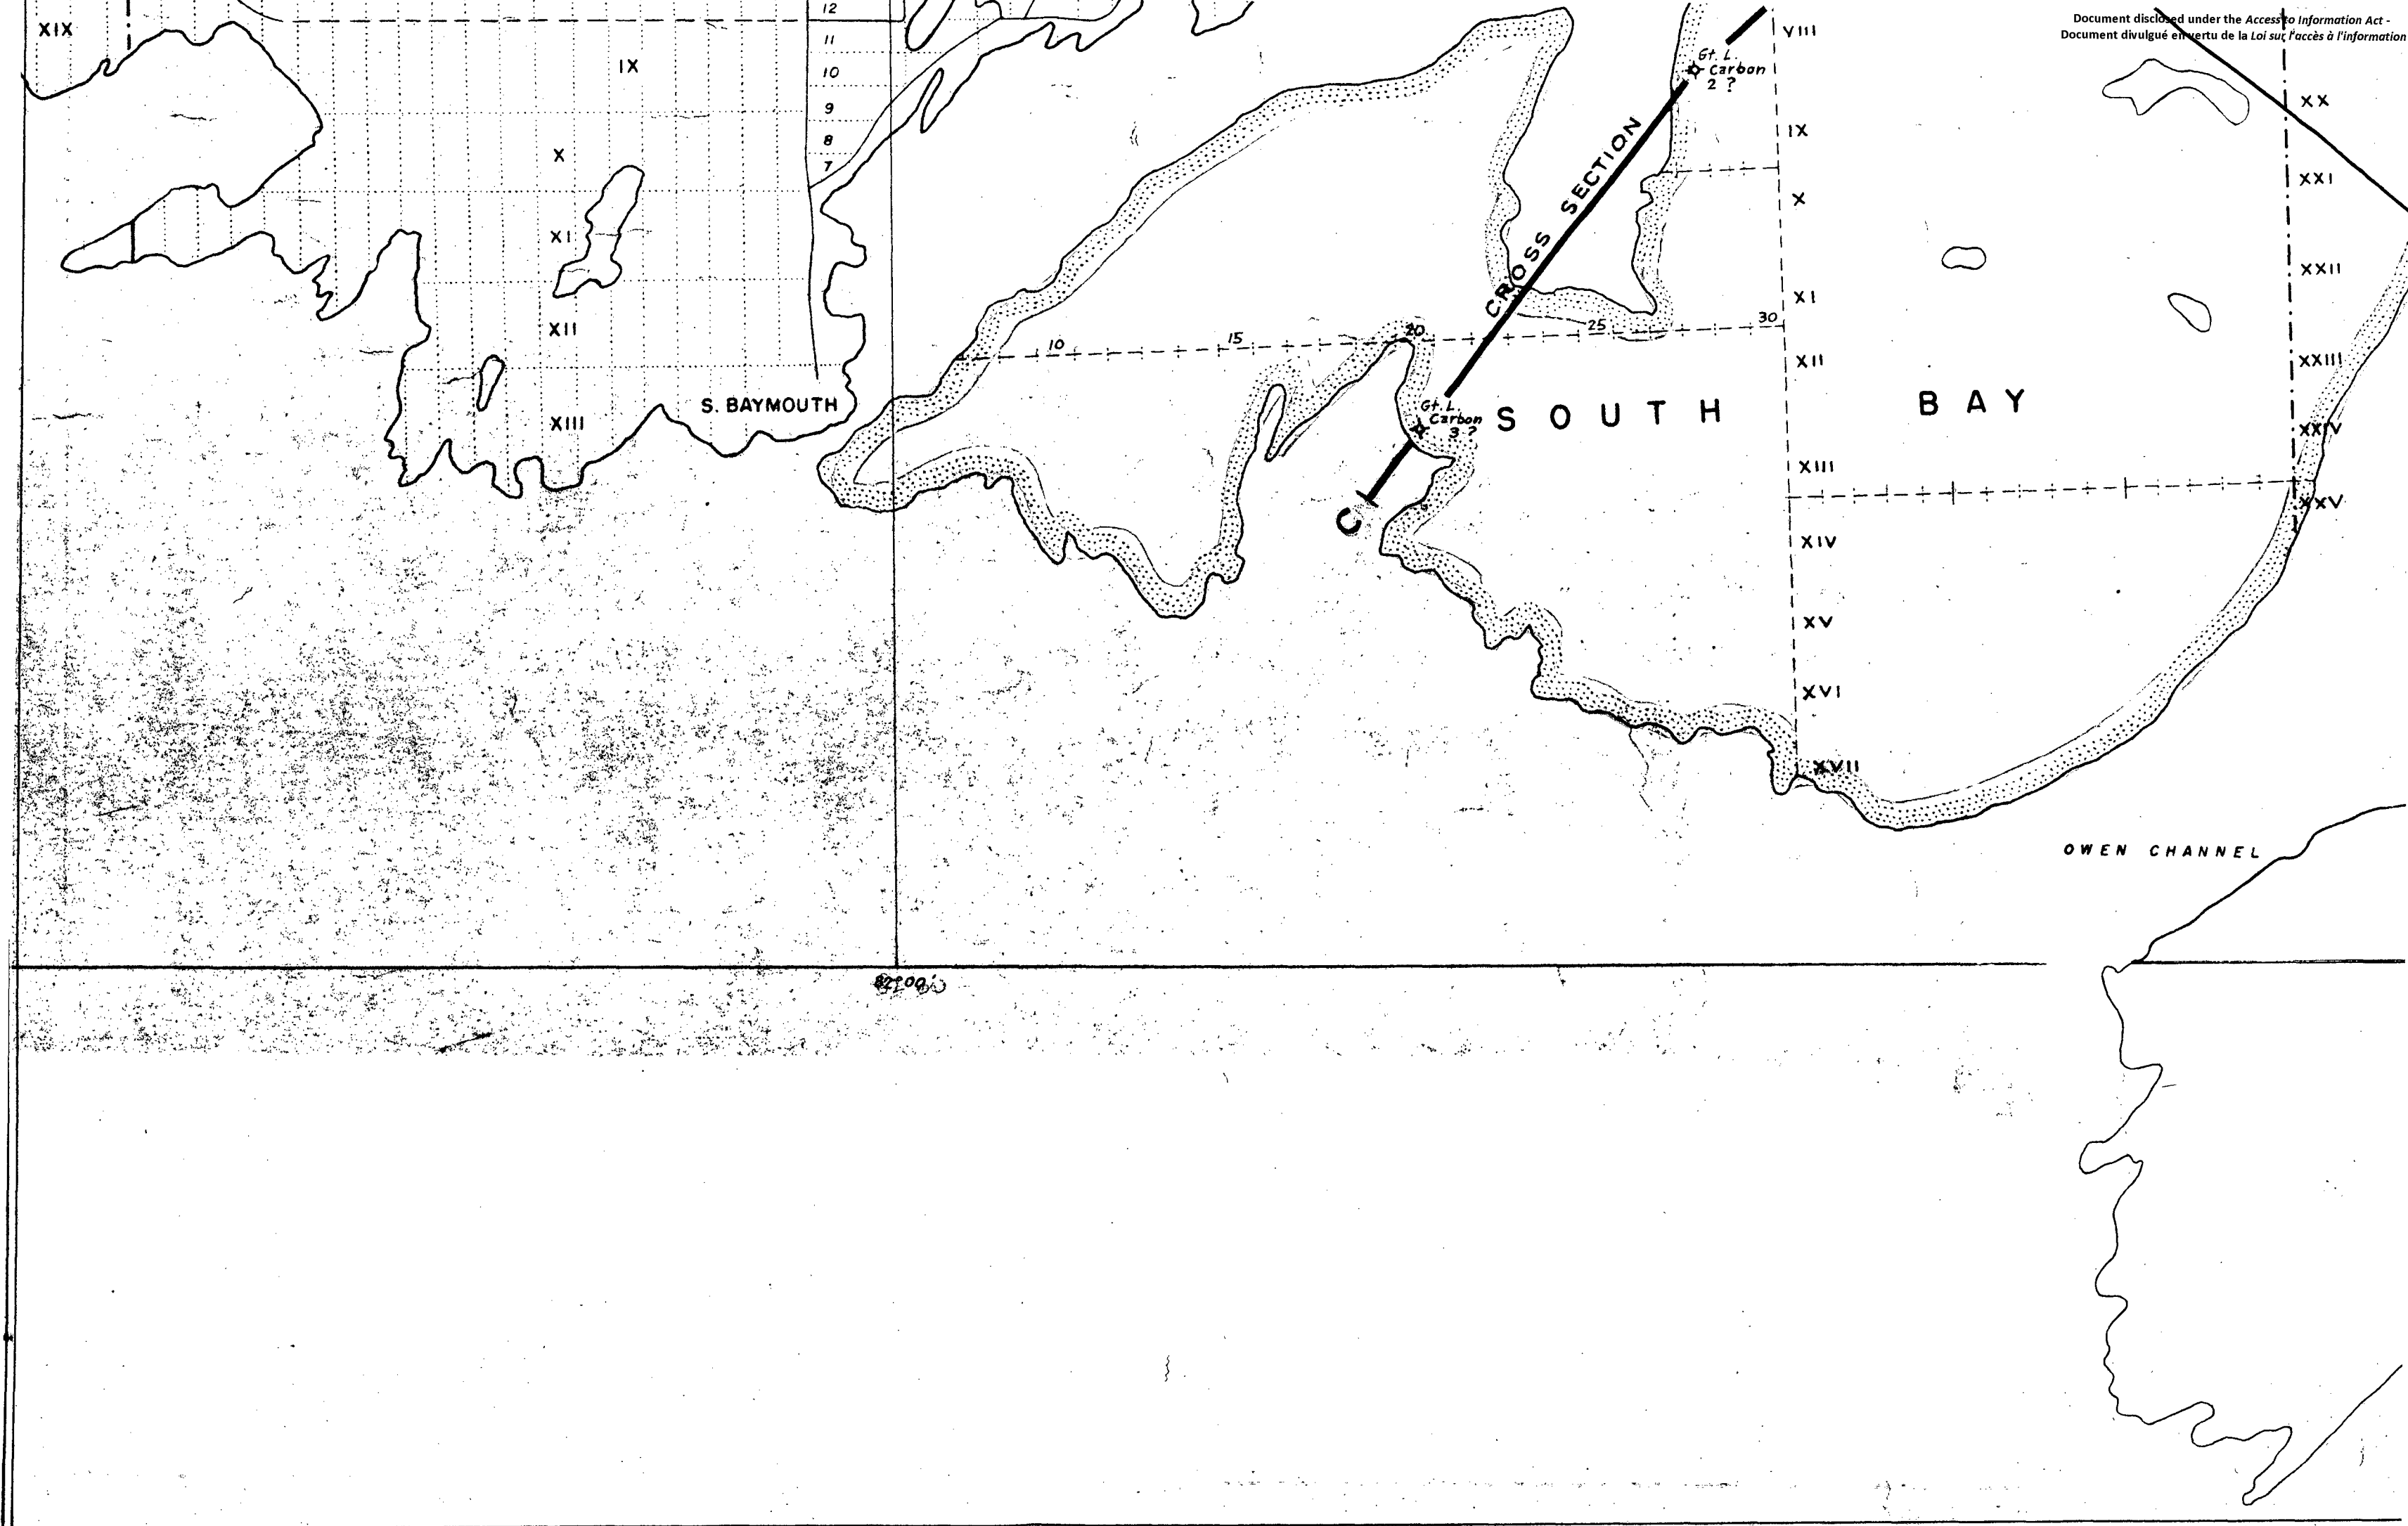 Document disclosed under the Access to Information Act -
Document divulgué en vertu de la Loi sur l'accès à l'information
XIX
IX
X
XI
XII
XIII
12
11
10
9
8
7
S. BAYMOUTH
10
15
20
25
30
Gt. L.
Carbon
2 ?
CROSS SECTION
Gt. L.
Carbon
3 ?
C
SOUTH BAY
VIII
IX
X
XI
XII
XIII
XIV
XV
XVI
XVII
XX
XXI
XXII
XXIII
XXIV
XXV
OWEN CHANNEL